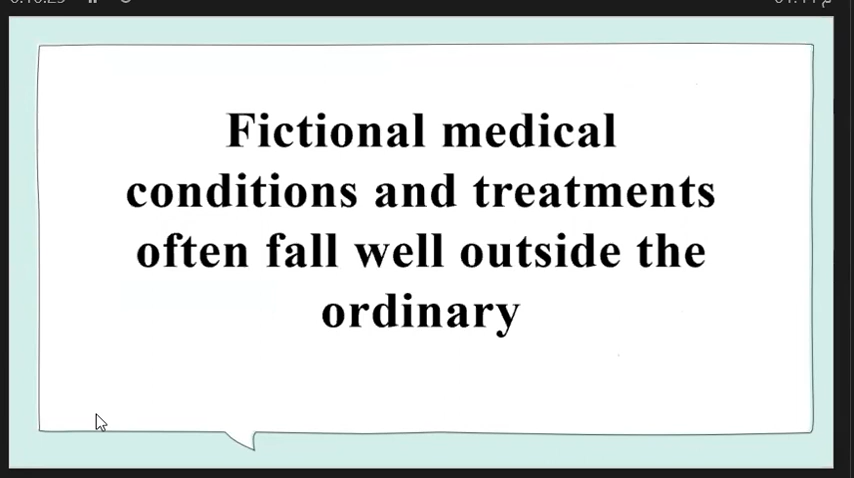 Fictional medical
conditions and treatments
often fall well outside the
ordinary